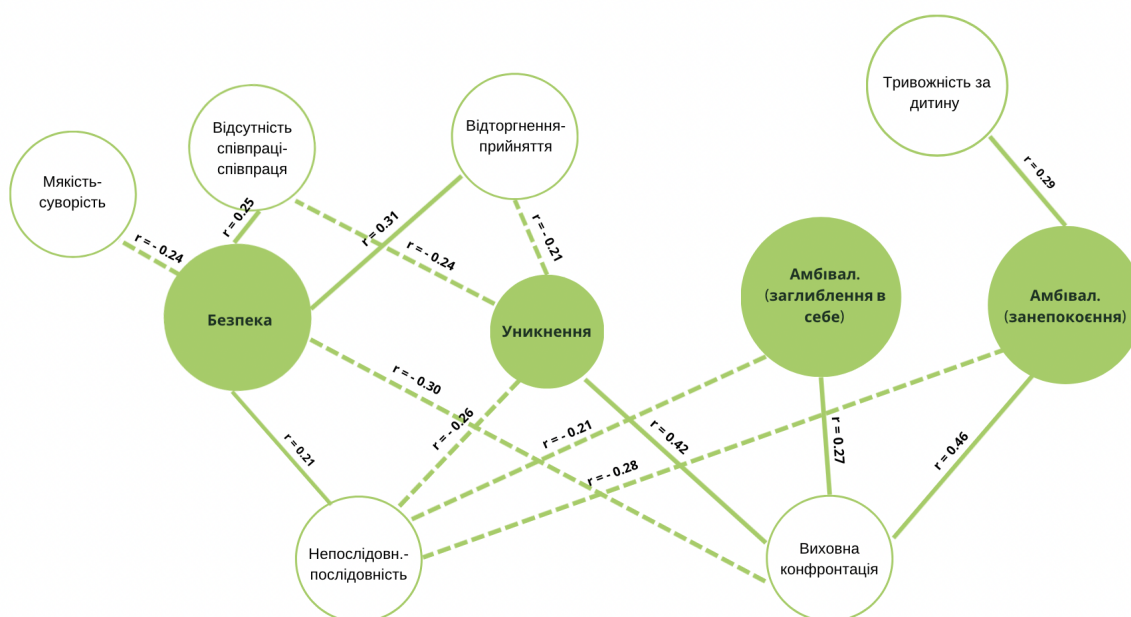 Тривожність за
дитину
Відсутність
співпраці-
співпраця
Відторгнення-
прийняття
Мякість-
суворість
r = 0.29
r = 0.25
r = 0.31
r = - 0.21
r = - 0.24
r = - 0.24
Амбівал.
(заглиблення в
себе)
Амбівал.
(занепокоєння)
Безпека
Уникнення
r = - 0.30
r = - 0.26
r = - 0.21
r = 0.42
r = 0.27
r = 0.46
r = 0.21
r = - 0.28
Непослідовн.-
послідовність
Виховна
конфронтація